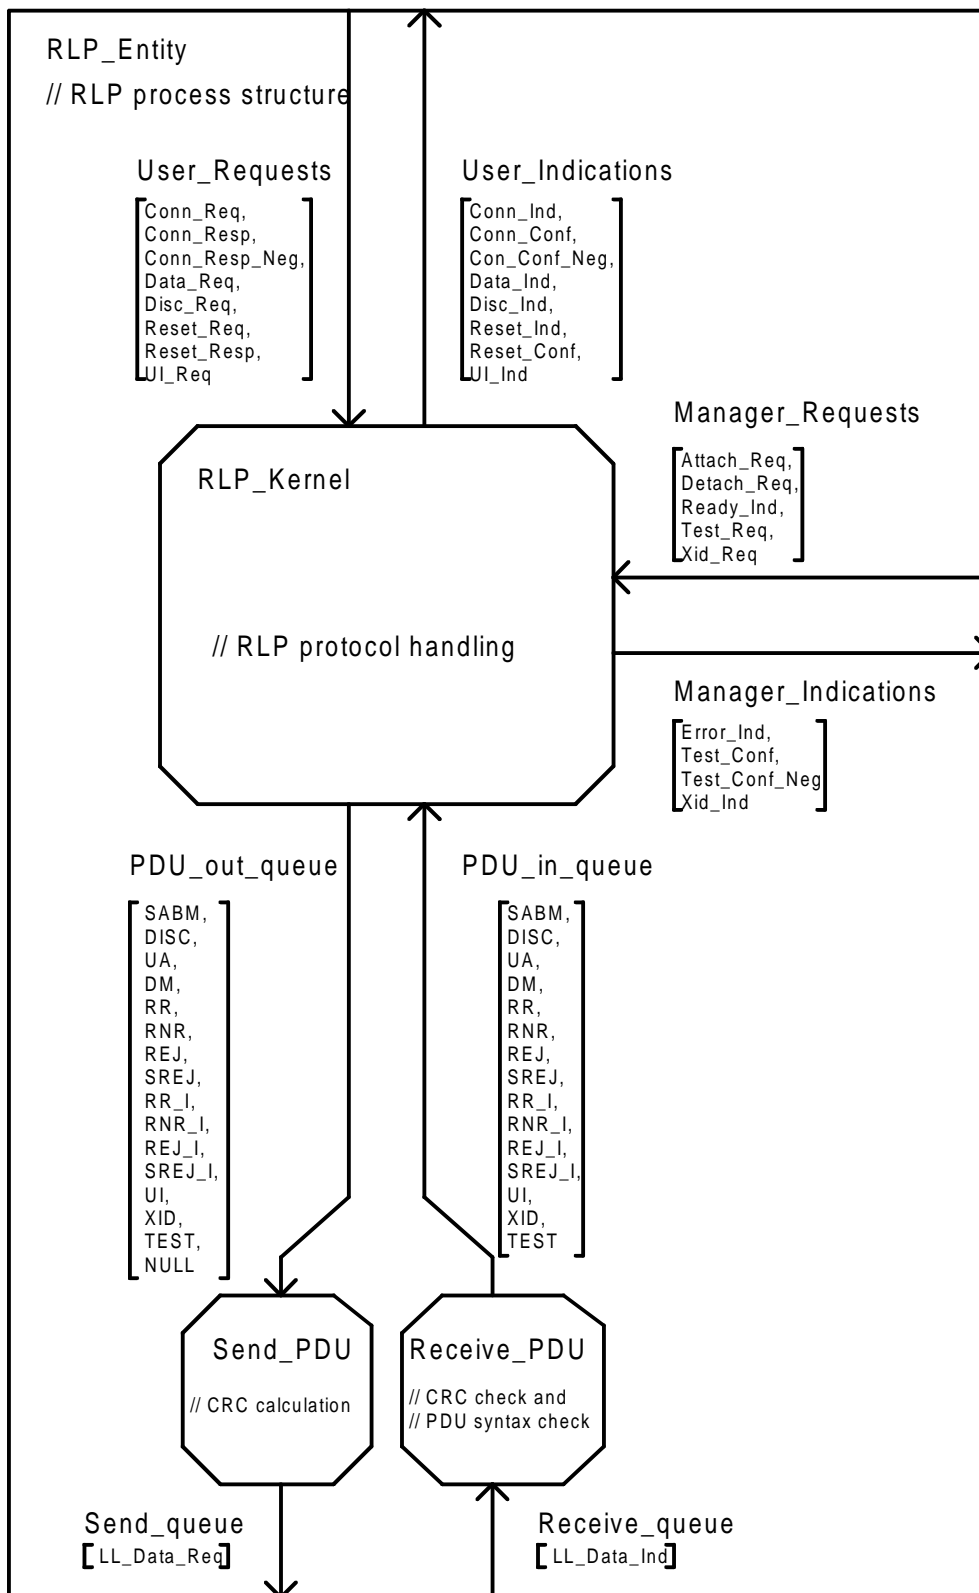 RLP_Entity
// RLP process structure
User_Requests
Conn_Req,
Conn_Resp,
Conn_Resp_Neg,
Data_Req,
Disc_Req,
Reset_Req,
Reset_Resp,
UI_Req
User_Indications
Conn_Ind,
Conn_Conf,
Con_Conf_Neg,
Data_Ind,
Disc_Ind,
Reset_Ind,
Reset_Conf,
UI_Ind
Manager_Requests
Attach_Req,
Detach_Req,
Ready_Ind,
Test_Req,
Xid_Req
RLP_Kernel
// RLP protocol handling
Manager_Indications
Error_Ind,
Test_Conf,
Test_Conf_Neg
Xid_Ind
PDU_out_queue
SABM,
DISC,
UA,
DM,
RR,
RNR,
REJ,
SREJ,
RR_I,
RNR_I,
REJ_I,
SREJ_I,
UI,
XID,
TEST,
NULL
PDU_in_queue
SABM,
DISC,
UA,
DM,
RR,
RNR,
REJ,
SREJ,
RR_I,
RNR_I,
REJ_I,
SREJ_I,
UI,
XID,
TEST
Send_PDU
// CRC calculation
Receive_PDU
// CRC check and
// PDU syntax check
Send_queue
[LL_Data_Req]
Receive_queue
[LL_Data_Ind]